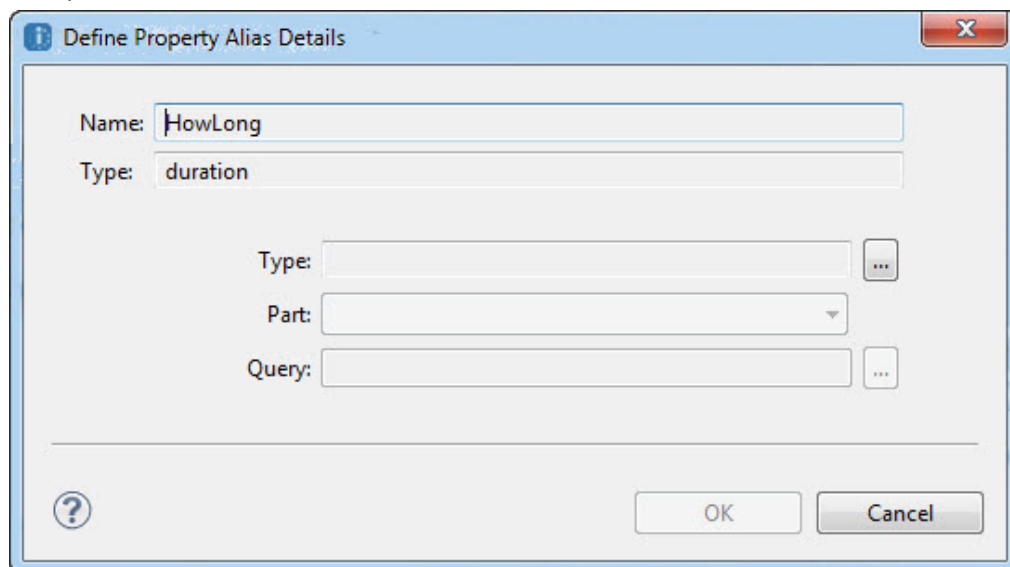 Define Property Alias Details
Name: HowLong
Type: duration
Type: ...
Part:
Query: ...
OK Cancel